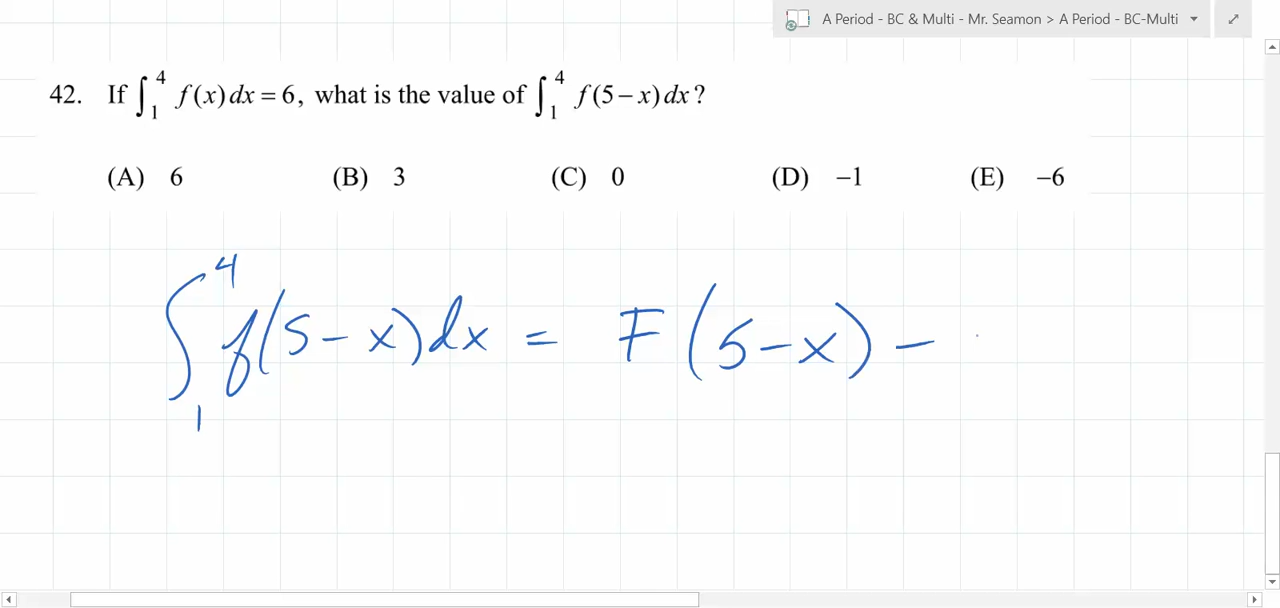 A Period - BC & Multi - Mr. Seamon > A Period - BC-Multi
42. If ∫₁⁴ f(x) dx = 6, what is the value of ∫₁⁴ f(5 − x) dx ?
(A) 6 (B) 3 (C) 0 (D) −1 (E) −6
∫₁⁴ f(5 − x) dx = F(5 − x) −